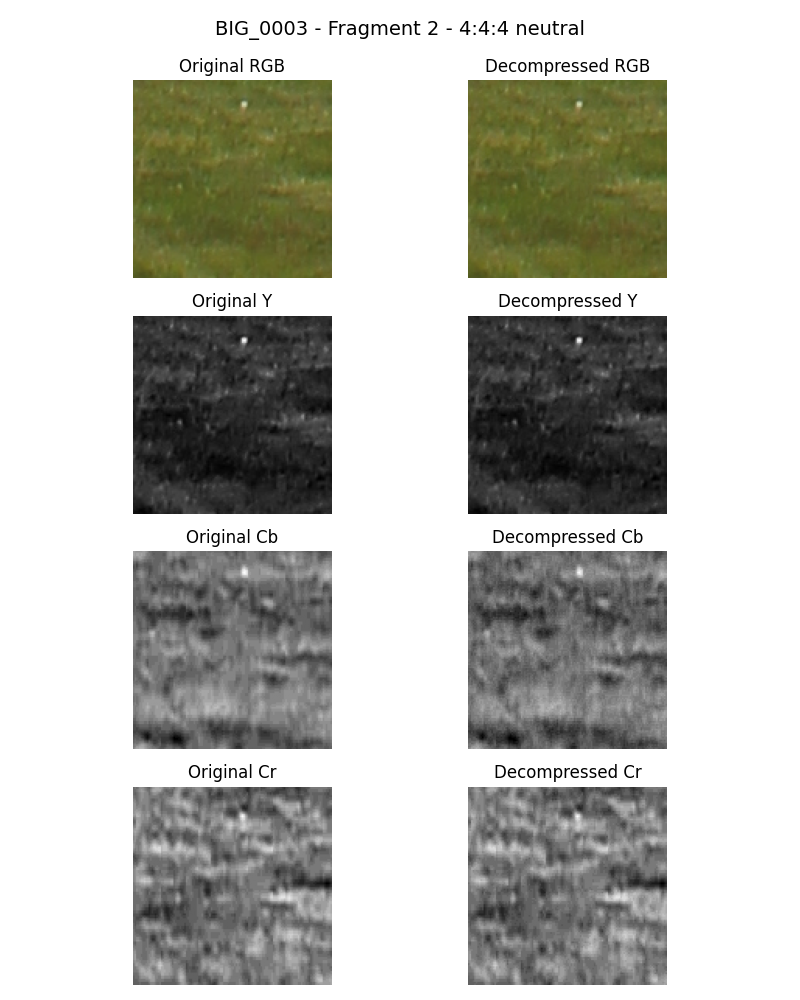 BIG_0003 - Fragment 2 - 4:4:4 neutral
Original RGB
Decompressed RGB
Original Y
Decompressed Y
Original Cb
Decompressed Cb
Original Cr
Decompressed Cr